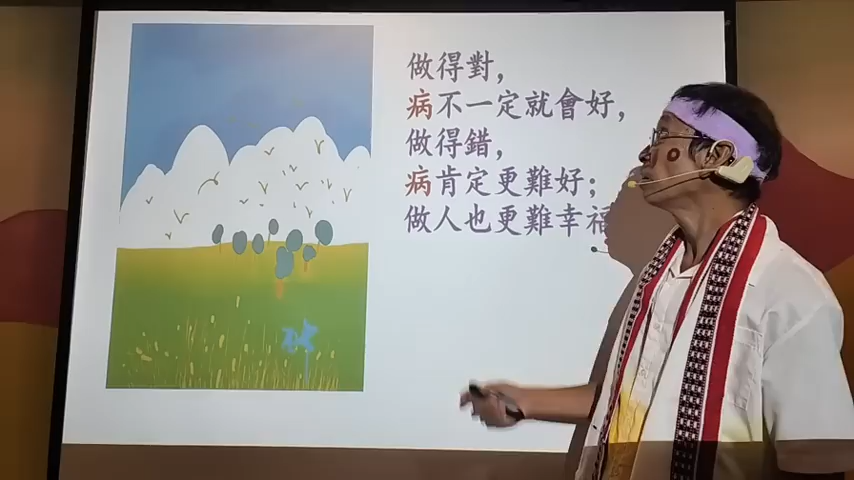 做得對，
病不一定就會好，
做得錯，
病肯定更難好；
做人也更難幸福